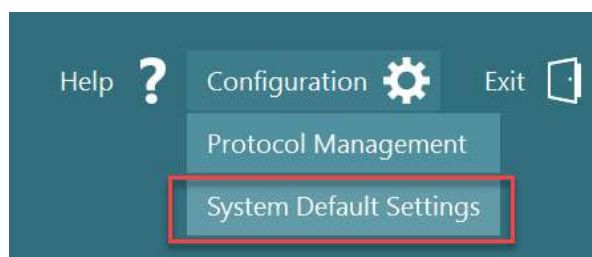 Help ? Configuration Exit
Protocol Management
System Default Settings